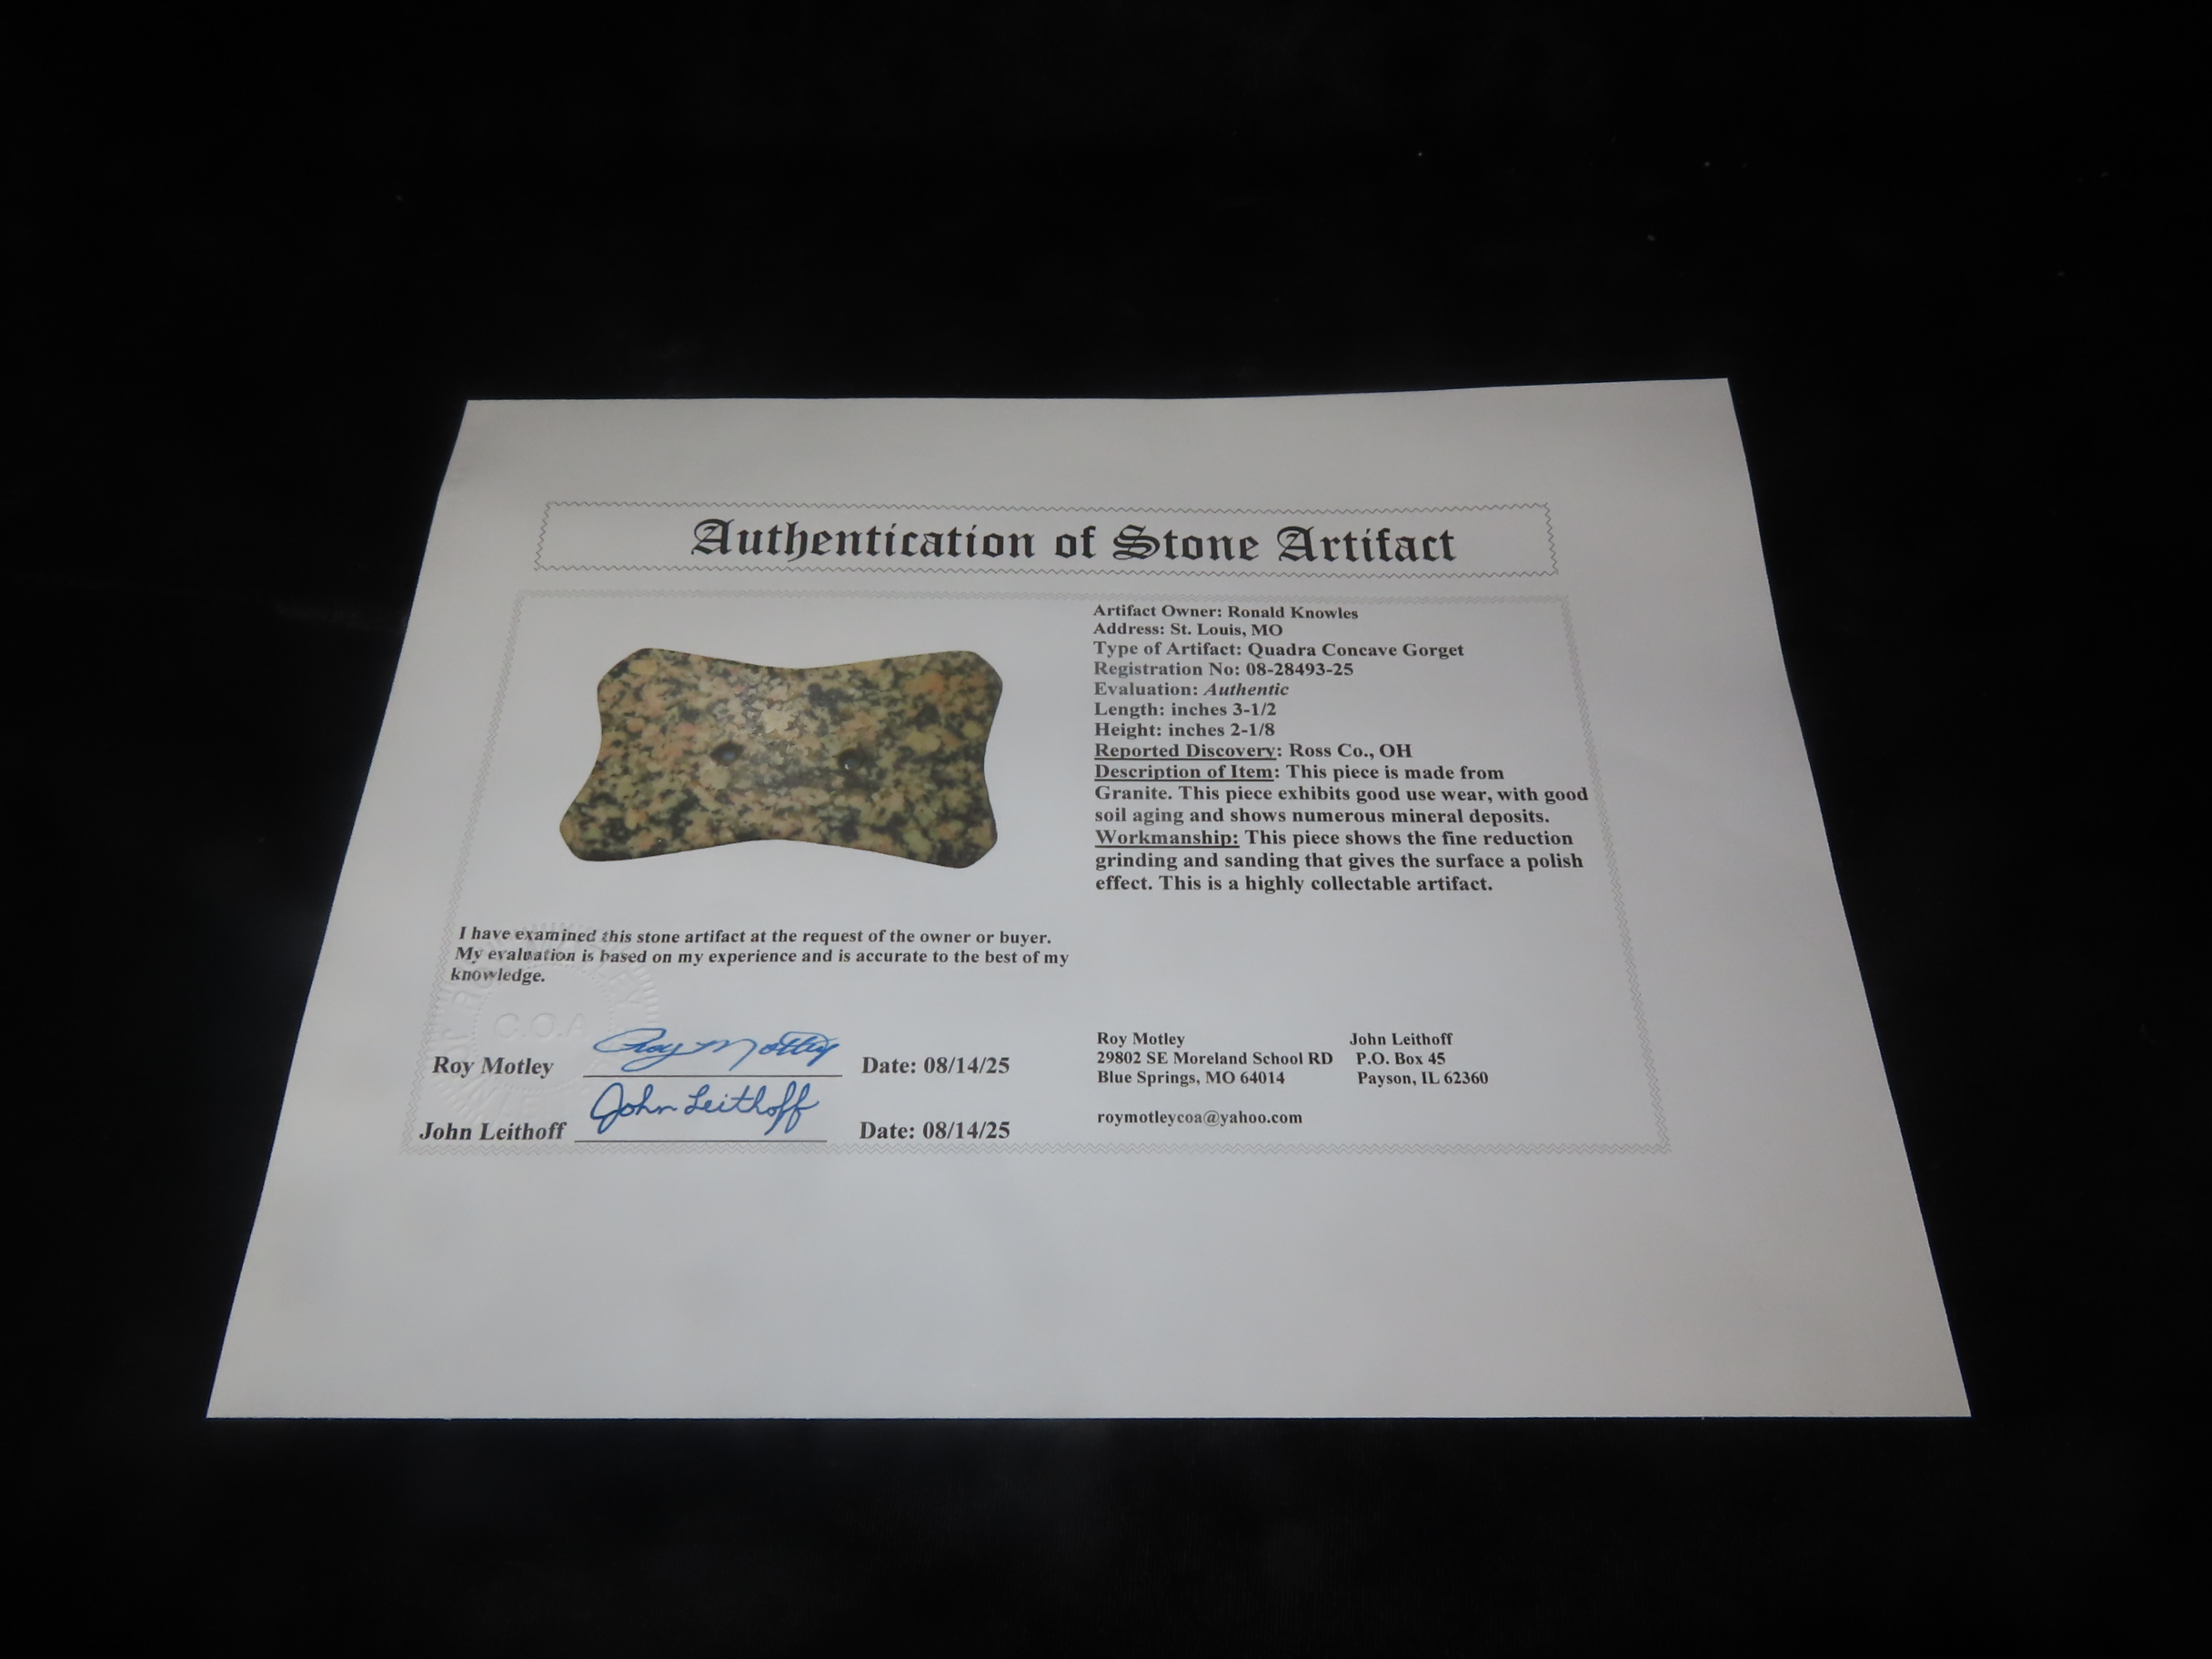 Authentication of Stone Artifact
Artifact Owner: Ronald Knowles
Address: St. Louis, MO
Type of Artifact: Quadra Concave Gorget
Registration No: 08-28493-25
Evaluation: Authentic
Length: inches 3-1/2
Height: inches 2-1/8
Reported Discovery: Ross Co., OH
Description of Item: This piece is made from
Granite. This piece exhibits good use wear, with good
soil aging and shows numerous mineral deposits.
Workmanship: This piece shows the fine reduction
grinding and sanding that gives the surface a polish
effect. This is a highly collectable artifact.
I have examined this stone artifact at the request of the owner or buyer.
My evaluation is based on my experience and is accurate to the best of my
knowledge.
C.O.A
Roy Motley Roy Motley Date: 08/14/25
John Leithoff John Leithoff Date: 08/14/25
Roy Motley John Leithoff
29802 SE Moreland School RD P.O. Box 45
Blue Springs, MO 64014 Payson, IL 62360
roymotleycoa@yahoo.com